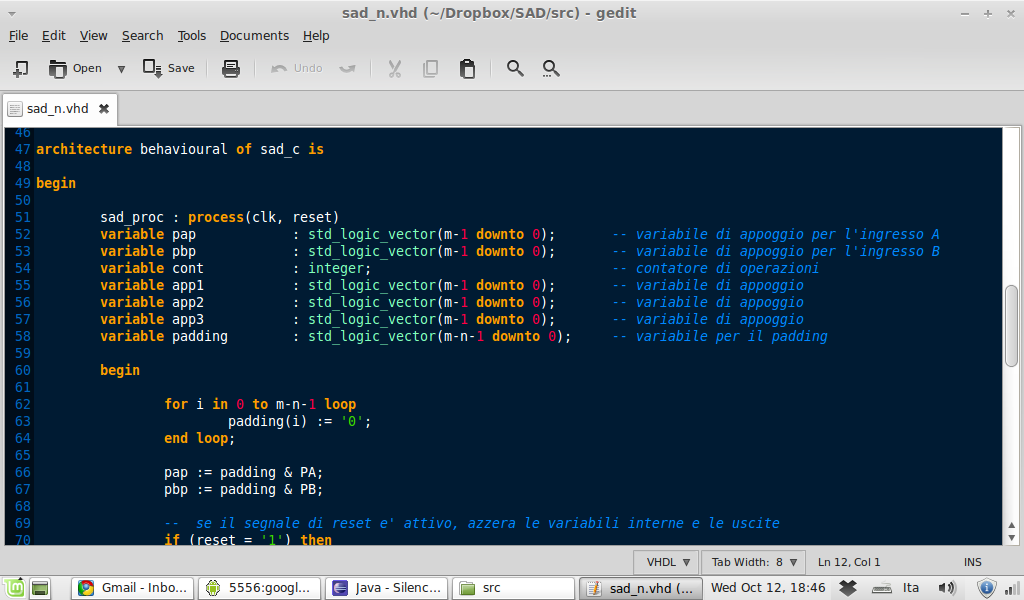 sad_n.vhd (~/Dropbox/SAD/src) - gedit
File Edit View Search Tools Documents Help
Open Save Undo
sad_n.vhd
46
47 architecture behavioural of sad_c is
48
49 begin
50
51 sad_proc : process(clk, reset)
52 variable pap : std_logic_vector(m-1 downto 0); -- variabile di appoggio per l'ingresso A
53 variable pbp : std_logic_vector(m-1 downto 0); -- variabile di appoggio per l'ingresso B
54 variable cont : integer; -- contatore di operazioni
55 variable app1 : std_logic_vector(m-1 downto 0); -- variabile di appoggio
56 variable app2 : std_logic_vector(m-1 downto 0); -- variabile di appoggio
57 variable app3 : std_logic_vector(m-1 downto 0); -- variabile di appoggio
58 variable padding : std_logic_vector(m-n-1 downto 0); -- variabile per il padding
59
60 begin
61
62 for i in 0 to m-n-1 loop
63 padding(i) := '0';
64 end loop;
65
66 pap := padding & PA;
67 pbp := padding & PB;
68
69 -- se il segnale di reset e' attivo, azzera le variabili interne e le uscite
70 if (reset = '1') then
VHDL Tab Width: 8 Ln 12, Col 1 INS
Gmail - Inbo... 5556:googl... Java - Silenc... src sad_n.vhd (... Wed Oct 12, 18:46 Ita